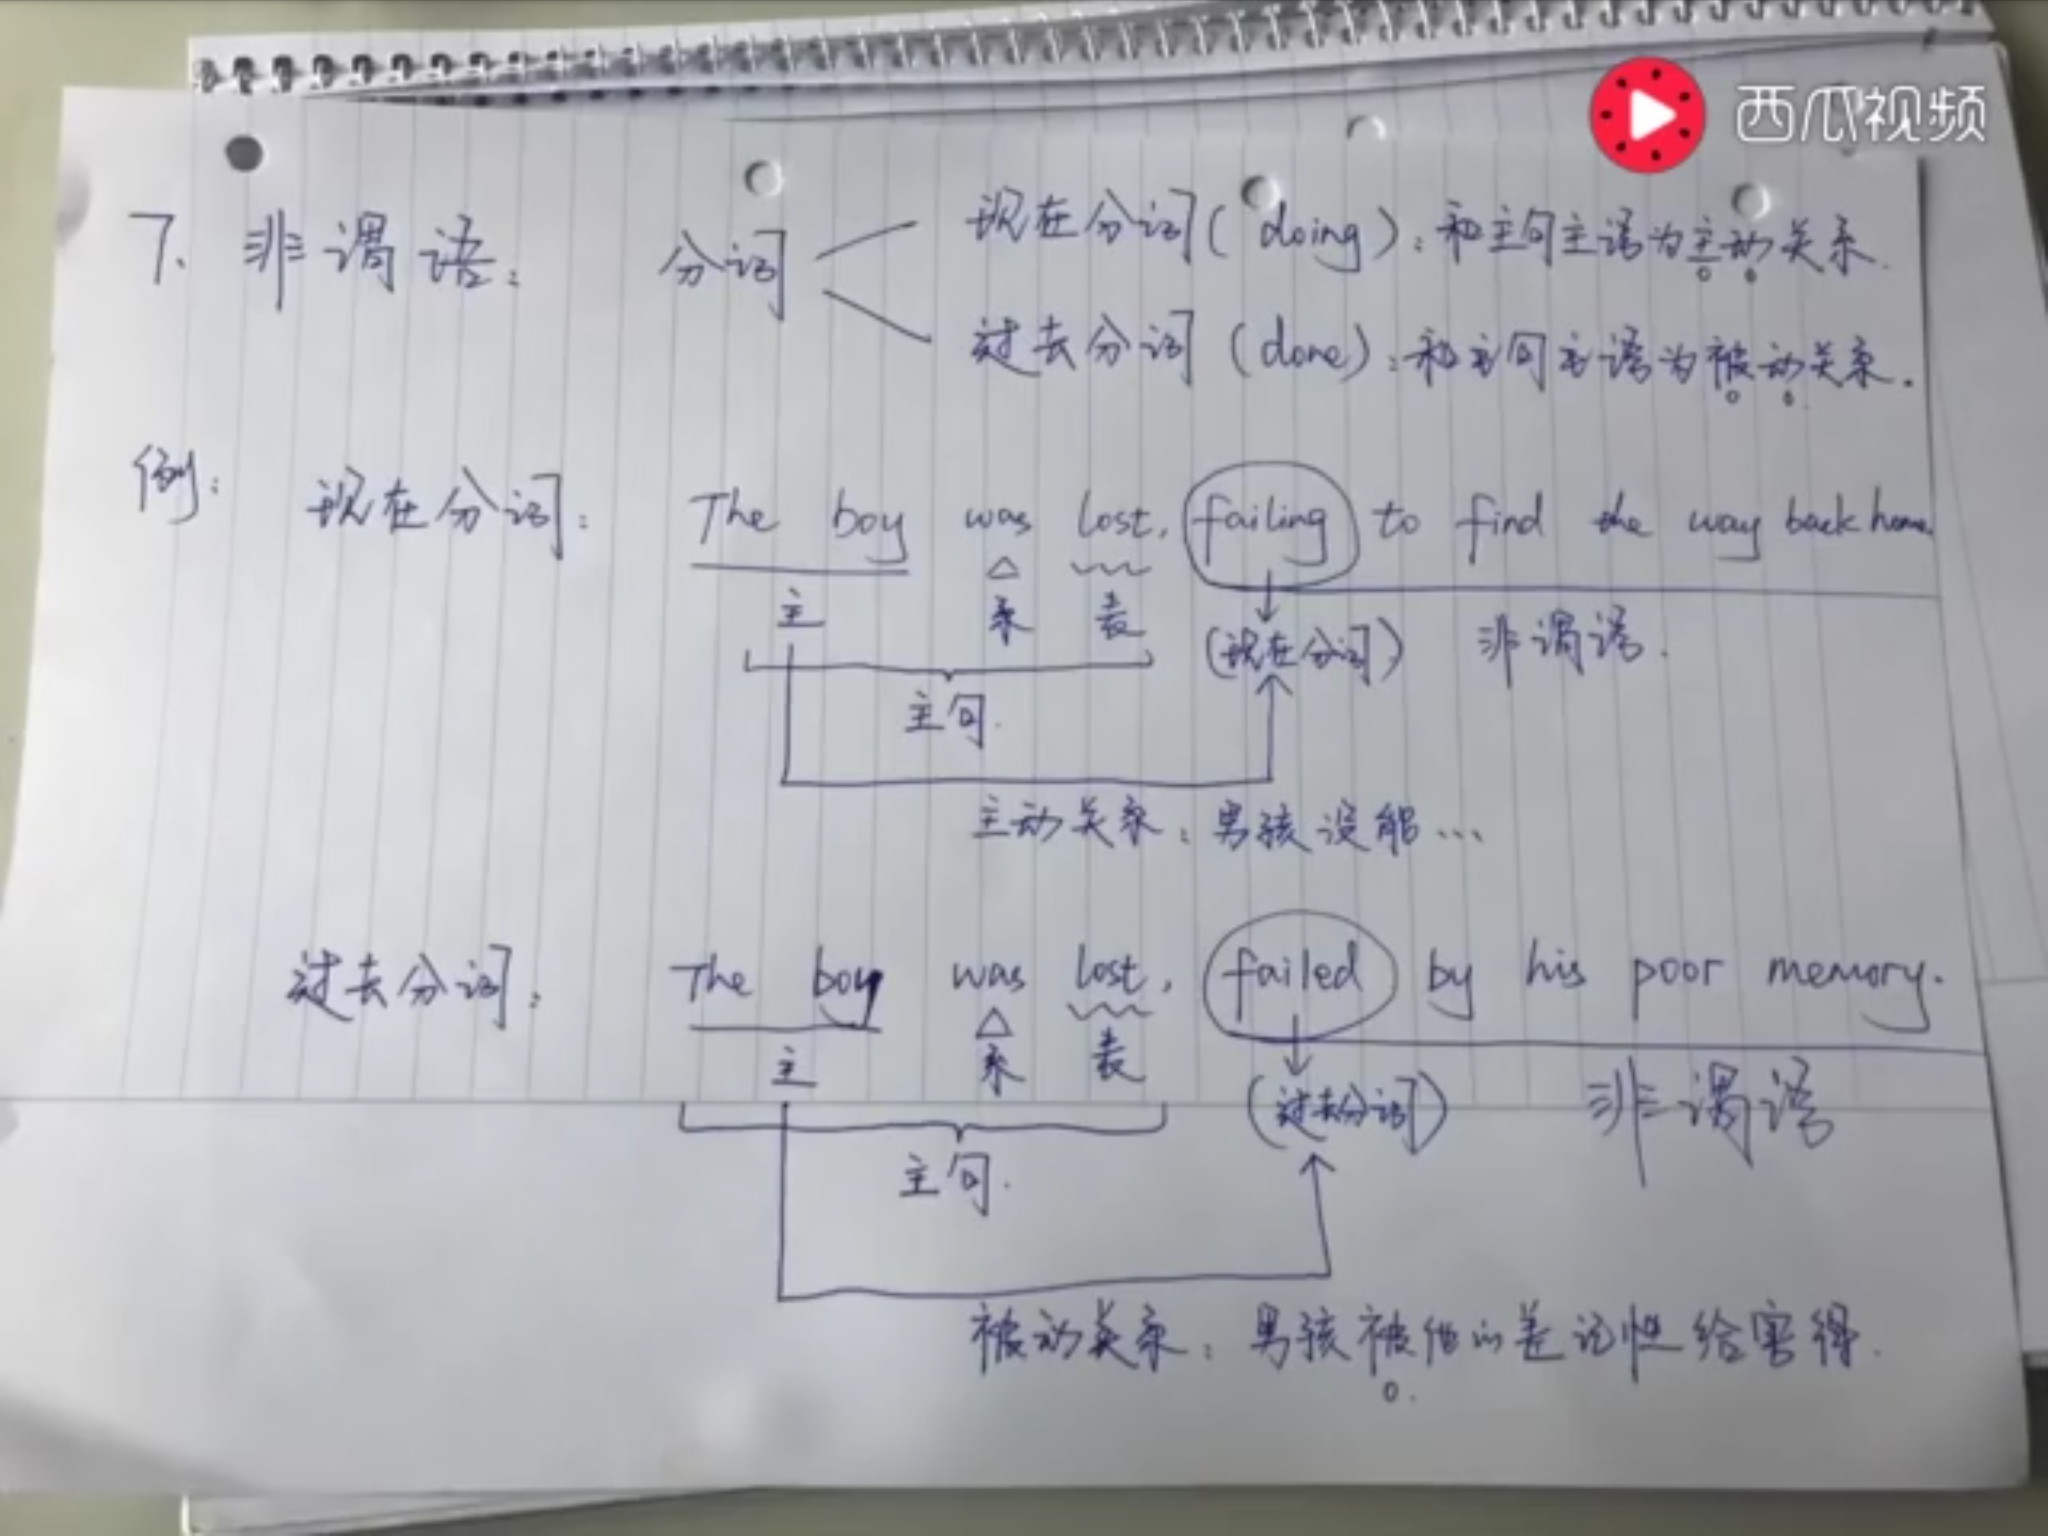 西瓜视频
7. 非谓语: 分词
现在分词(doing):和主句主语为主动关系.
过去分词(done):和主句主语为被动关系.
例: 现在分词: The boy was lost, failing to find the way back home.
主 系 表 (现在分词) 非谓语.
主句.
主动关系:男孩没能...
过去分词: The boy was lost, failed by his poor memory.
主 系 表 (过去分词) 非谓语
主句.
被动关系:男孩被他的差记性给害得.